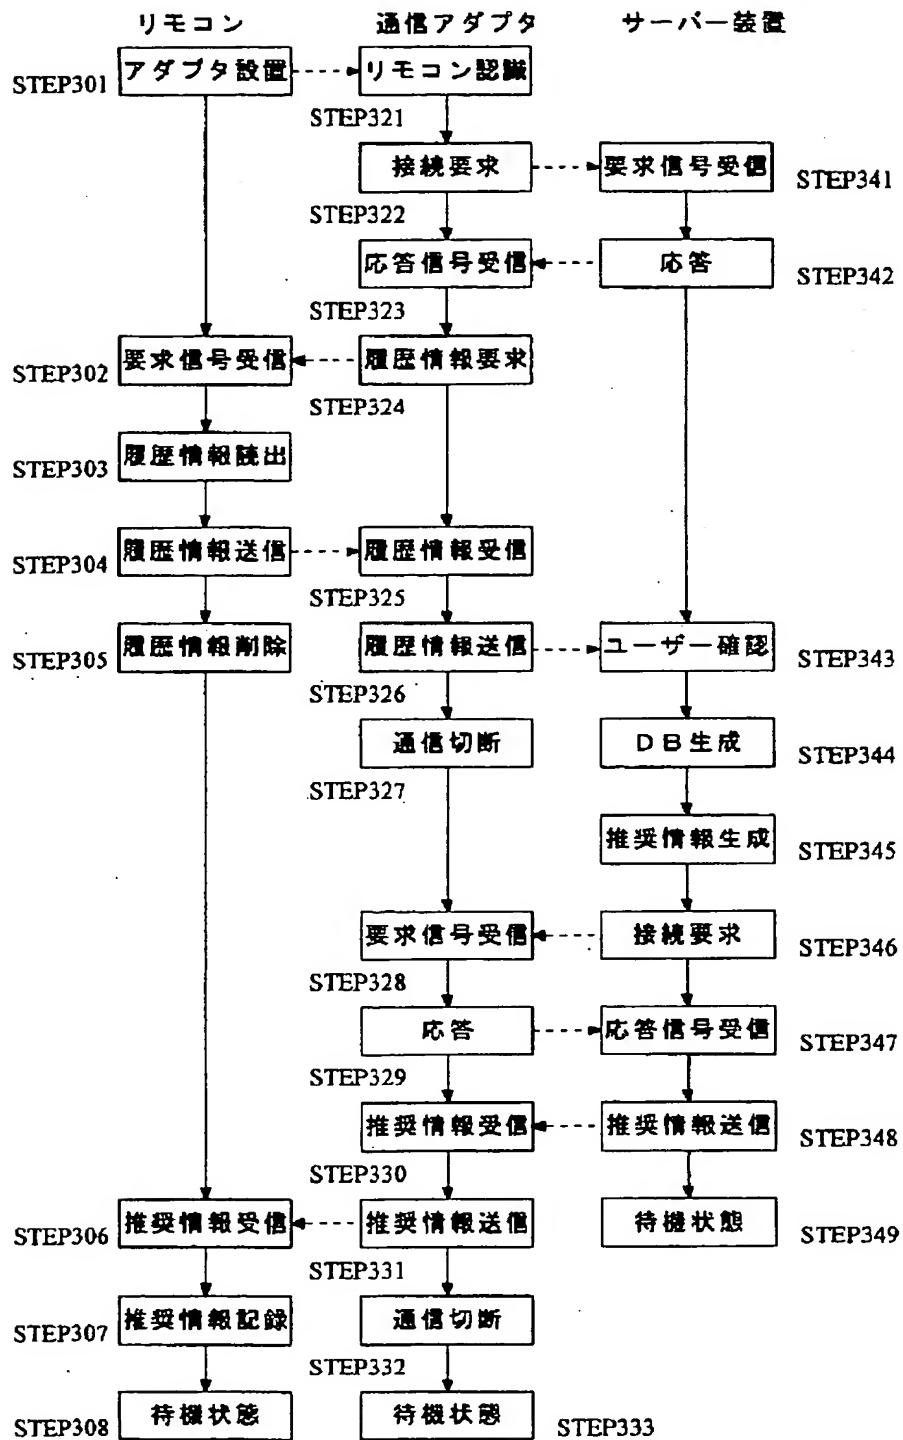 リモコン 通信アダプタ サーバー装置
アダプタ設置 リモコン認識
STEP301
STEP321
接続要求 要求信号受信
STEP341
STEP322
応答信号受信 応答
STEP342
STEP323
要求信号受信 履歴情報要求
STEP302
STEP324
履歴情報読出
STEP303
履歴情報送信 履歴情報受信
STEP304
STEP325
履歴情報削除 履歴情報送信 ユーザー確認
STEP305 STEP343
STEP326
通信切断 DB生成
STEP344
STEP327
推奨情報生成
STEP345
要求信号受信 接続要求
STEP346
STEP328
応答 応答信号受信
STEP347
STEP329
推奨情報受信 推奨情報送信
STEP348
STEP330
推奨情報受信 推奨情報送信 待機状態
STEP306 STEP349
STEP331
推奨情報記録 通信切断
STEP307
STEP332
待機状態 待機状態
STEP308 STEP333